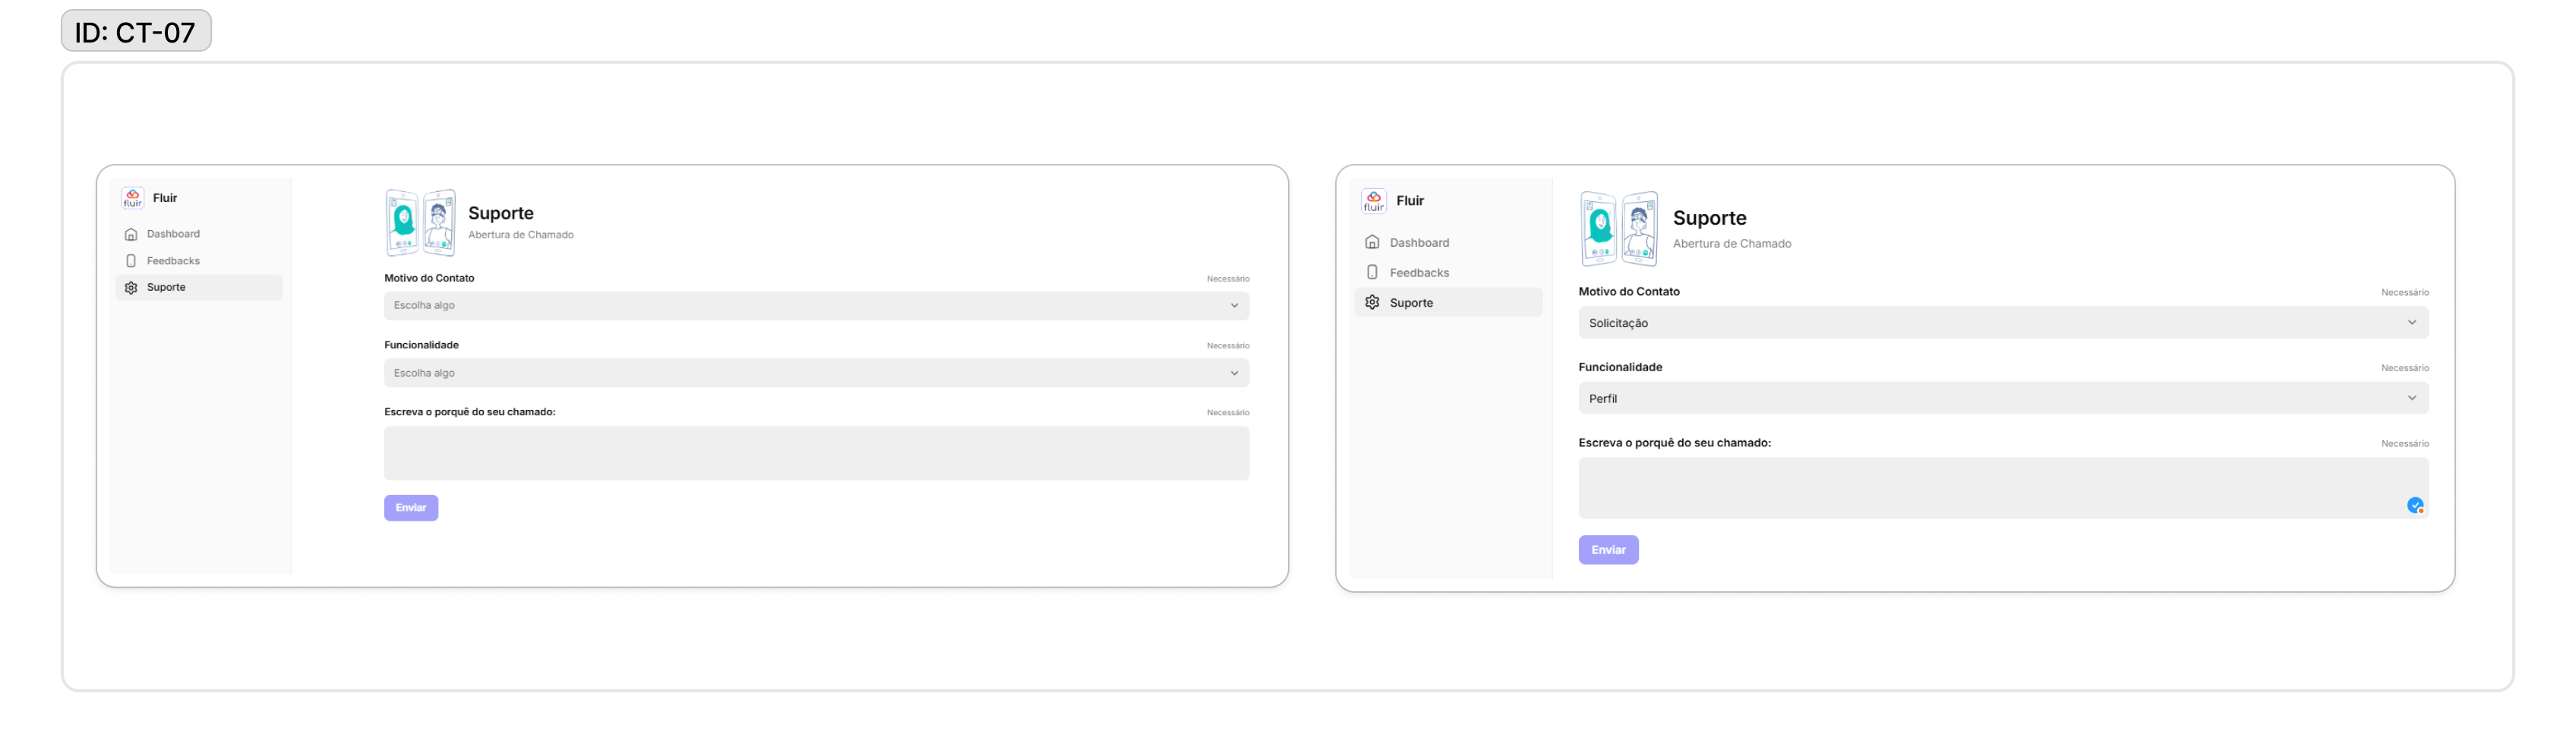 ID: CT-07
fluir
Fluir
Dashboard
Feedbacks
Suporte
Suporte
Abertura de Chamado
Motivo do Contato
Necessário
Escolha algo
Funcionalidade
Necessário
Escolha algo
Escreva o porquê do seu chamado:
Necessário
Enviar
fluir
Fluir
Dashboard
Feedbacks
Suporte
Suporte
Abertura de Chamado
Motivo do Contato
Necessário
Solicitação
Funcionalidade
Necessário
Perfil
Escreva o porquê do seu chamado:
Necessário
Enviar